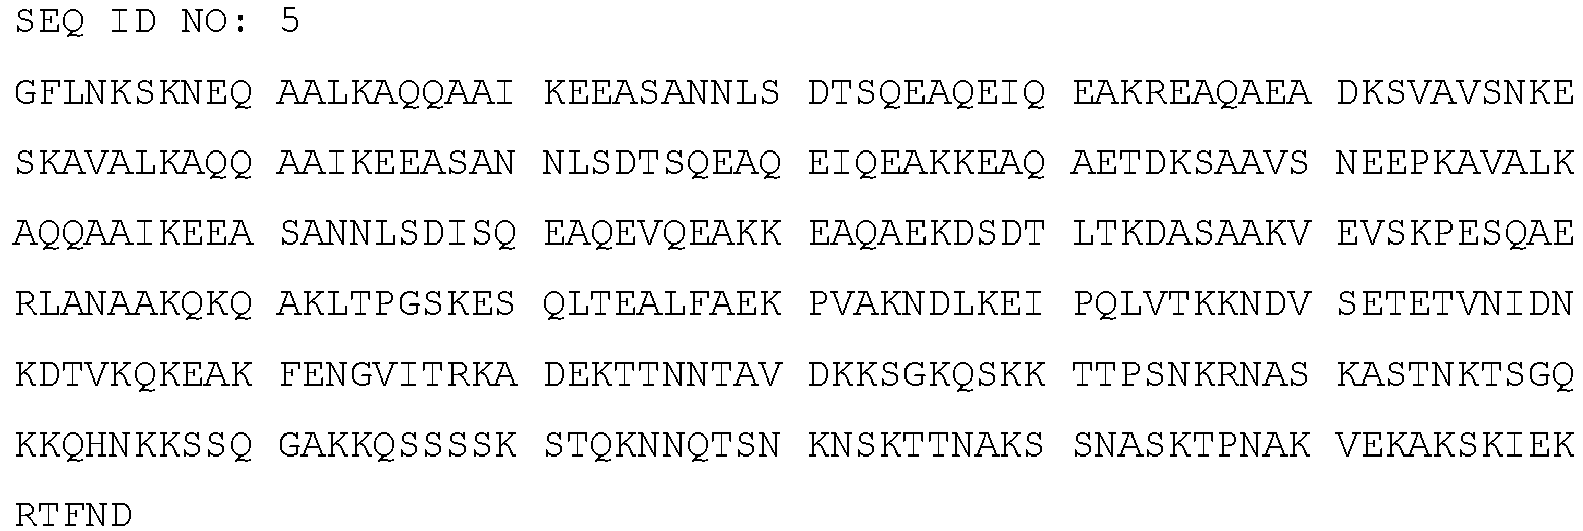 SEQ ID NO: 5
GFLNKSKNEQ AALKAQQAAI KEEASANNLS DTSQEAQEIQ EAKREAQAEA DKSVAVSNKE
SKAVALKAQQ AAIKEEASAN NLSDTSQEAQ EIQEAKKEAQ AETDKSAAVS NEEPKAVALK
AQQAAIKEEA SANNLSDISQ EAQEVQEAKK EAQAEKDSDT LTKDASAAKV EVSKPESQAE
RLANAAKQKQ AKLTPGSKES QLTEALFAEK PVAKNDLKEI PQLVTKKNDV SETETVNIDN
KDTVKQKEAK FENGVITRKA DEKTTNNTAV DKKSGKQSKK TTPSNKRNAS KASTNKTSGQ
KKQHNKKSSQ GAKKQSSSSK STQKNNQTSN KNSKTTNAKS SNASKTPNAK VEKAKSKIEK
RTFND